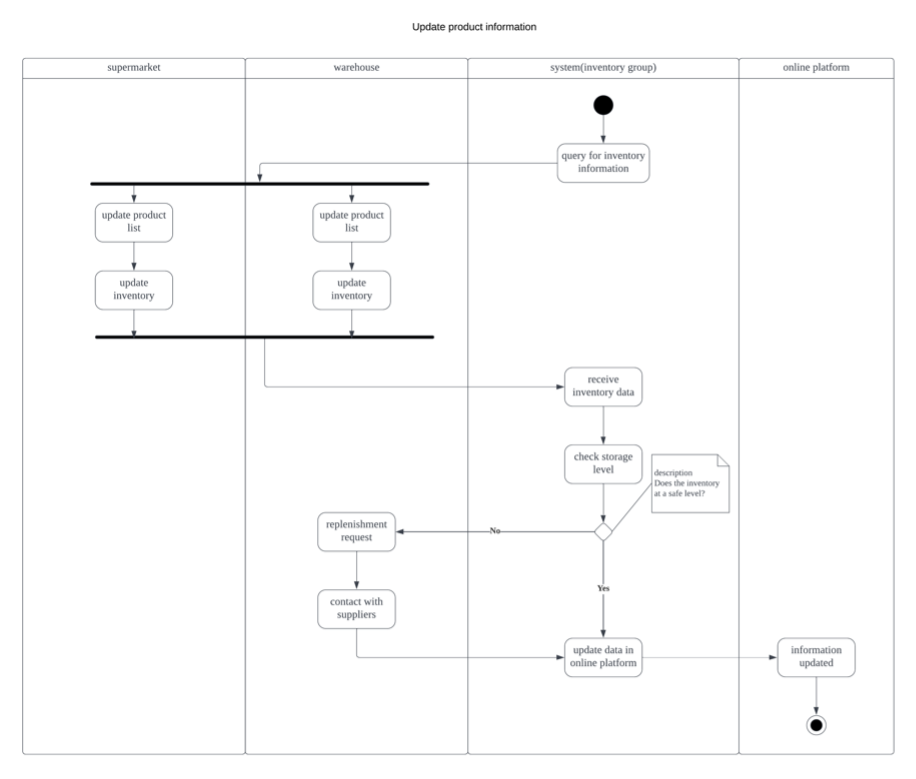 Update product information
supermarket
warehouse
system(inventory group)
online platform
query for inventory
information
update product
list
update product
list
update
inventory
update
inventory
receive
inventory data
check storage
level
description
Does the inventory
at a safe level?
replenishment
request
No
contact with
suppliers
Yes
update data in
online platform
information
updated